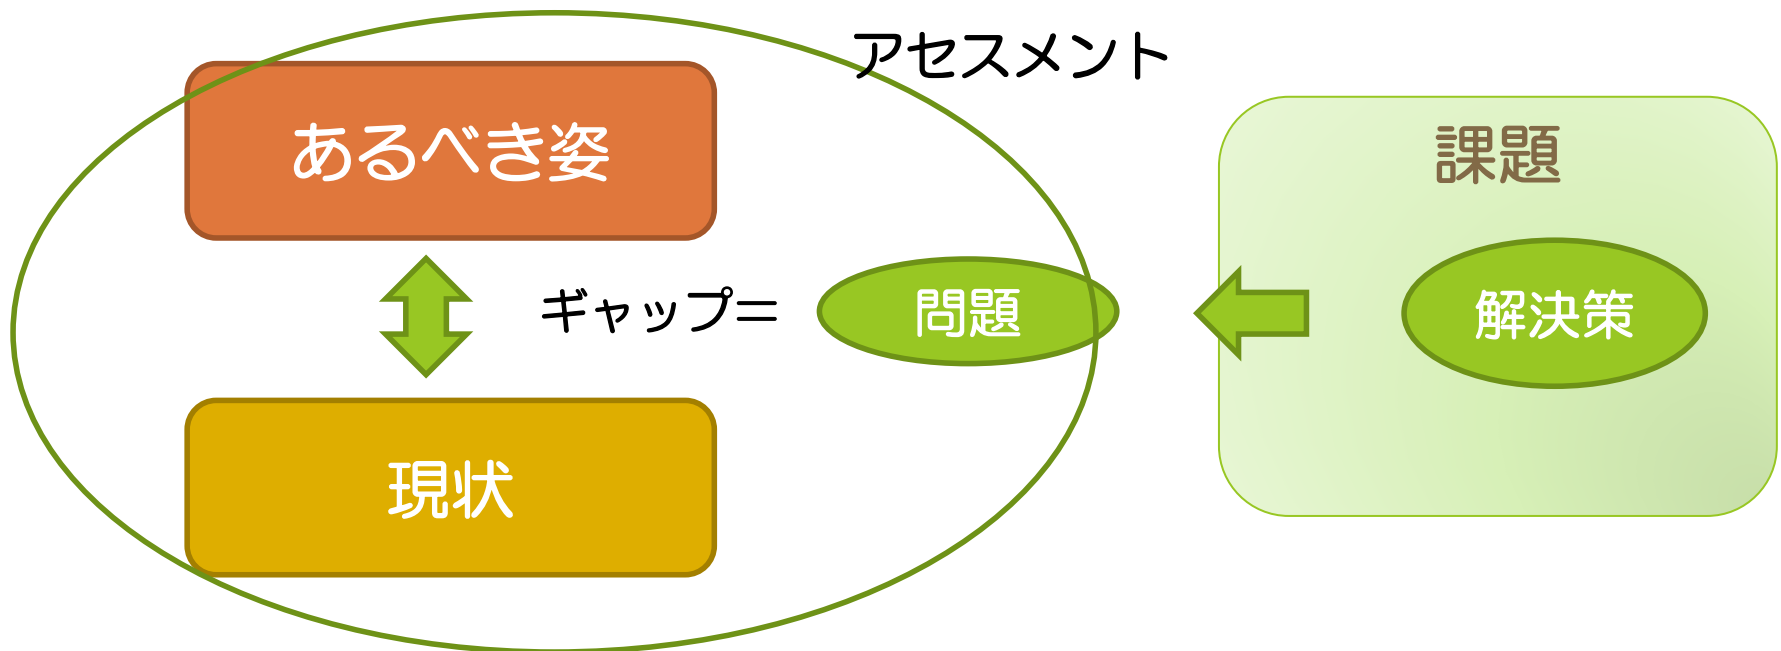 アセスメント
あるべき姿
課題
ギャップ＝
問題
解決策
現状